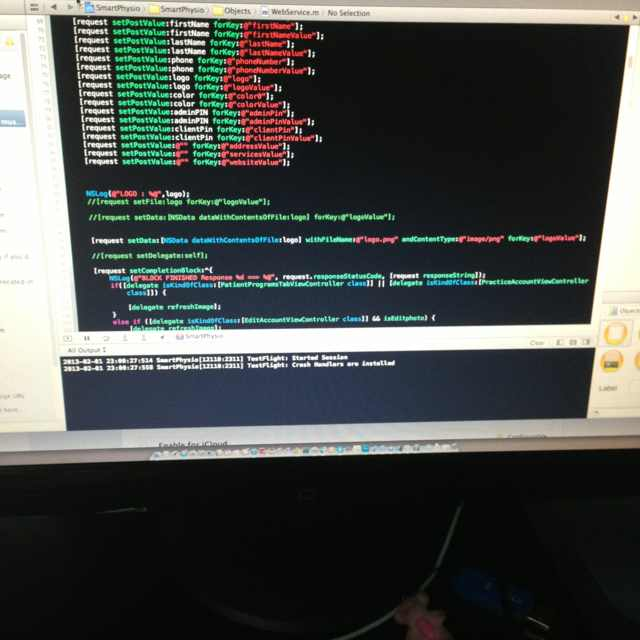 SmartPhysio SmartPhysio Objects WebService.m No Selection
[request setPostValue:firstName forKey:@"firstName"];
[request setPostValue:firstName forKey:@"firstNameValue"];
[request setPostValue:lastName forKey:@"lastName"];
[request setPostValue:lastName forKey:@"lastNameValue"];
[request setPostValue:phone forKey:@"phoneNumber"];
[request setPostValue:phone forKey:@"phoneNumberValue"];
[request setPostValue:logo forKey:@"logo"];
[request setPostValue:logo forKey:@"logoValue"];
[request setPostValue:color forKey:@"color0"];
[request setPostValue:color forKey:@"colorValue"];
[request setPostValue:adminPIN forKey:@"adminPin"];
[request setPostValue:adminPIN forKey:@"adminPinValue"];
[request setPostValue:clientPin forKey:@"clientPin"];
[request setPostValue:clientPin forKey:@"clientPinValue"];
[request setPostValue:@"" forKey:@"addressValue"];
[request setPostValue:@"" forKey:@"servicesValue"];
[request setPostValue:@"" forKey:@"websiteValue"];
NSLog(@"LOGO : %@",logo);
//[request setFile:logo forKey:@"logoValue"];
//[request setData:[NSData dataWithContentsOfFile:logo] forKey:@"logoValue"];
[request setData:[NSData dataWithContentsOfFile:logo] withFileName:@"logo.png" andContentType:@"image/png" forKey:@"logoValue"];
//[request setDelegate:self];
[request setCompletionBlock:^{
NSLog(@"BLOCK FINISHED Response %d === %@", request.responseStatusCode, [request responseString]);
if([delegate isKindOfClass:[PatientProgramsTabViewController class]] || [delegate isKindOfClass:[PracticeAccountViewController
class]]) {
[delegate refreshImage];
}
else if ([delegate isKindOfClass:[EditAccountViewController class]] && isEditphoto) {
[delegate refreshImage];
SmartPhysio
All Output Clear
2013-02-01 23:09:27:514 SmartPhysio[12110:2311] TestFlight: Started Session
2013-02-01 23:09:27:558 SmartPhysio[12110:2311] TestFlight: Crash Handlers are installed
Label
Enable for iCloud